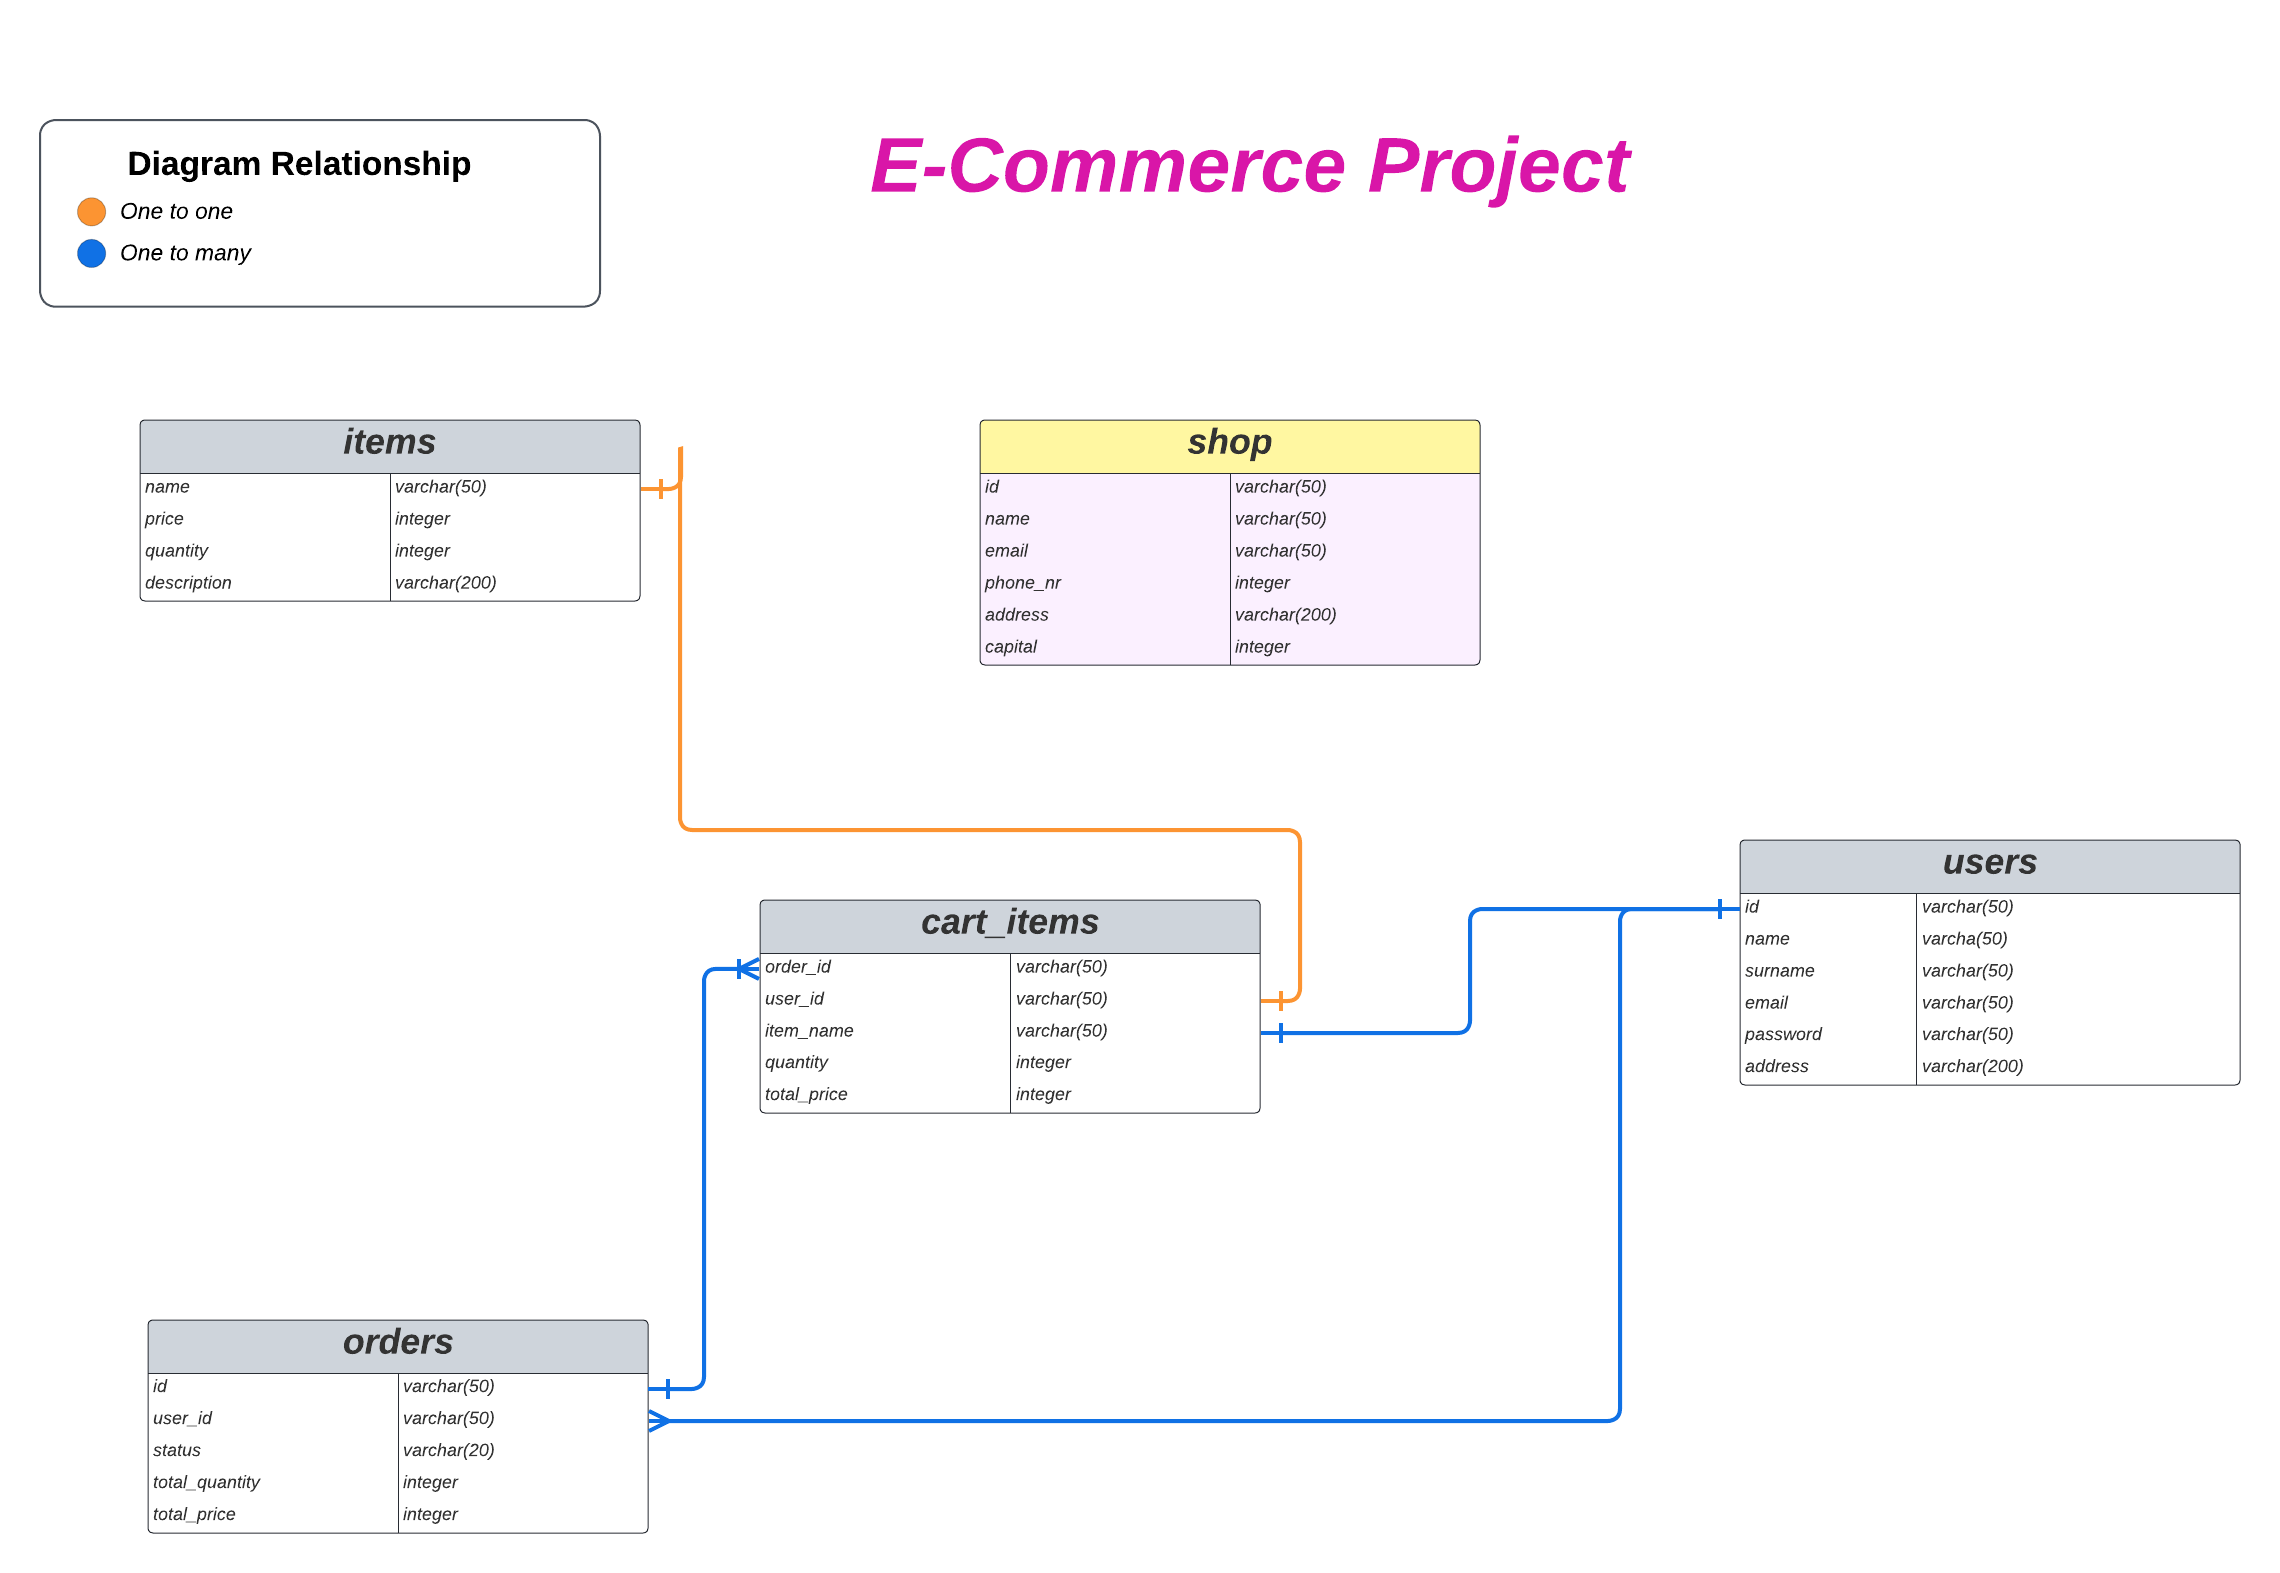 E-Commerce Project
Diagram Relationship
One to one
One to many
items
name varchar(50)
price integer
quantity integer
description varchar(200)
shop
id varchar(50)
name varchar(50)
email varchar(50)
phone_nr integer
address varchar(200)
capital integer
users
id varchar(50)
name varcha(50)
surname varchar(50)
email varchar(50)
password varchar(50)
address varchar(200)
cart_items
order_id varchar(50)
user_id varchar(50)
item_name varchar(50)
quantity integer
total_price integer
orders
id varchar(50)
user_id varchar(50)
status varchar(20)
total_quantity integer
total_price integer